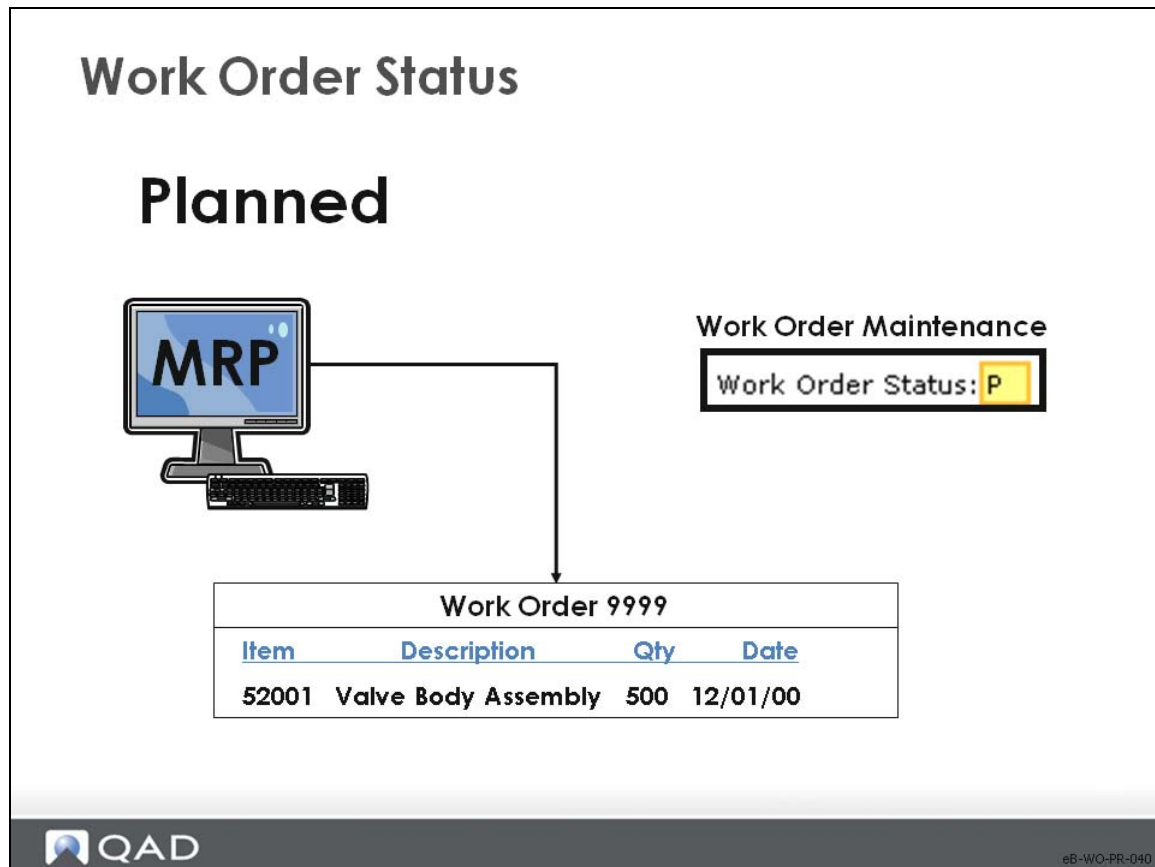 Work Order Status
Planned
MRP
Work Order Maintenance
Work Order Status: P
Work Order 9999
Item Description Qty Date
52001 Valve Body Assembly 500 12/01/00
QAD
eB-WO-PR-040